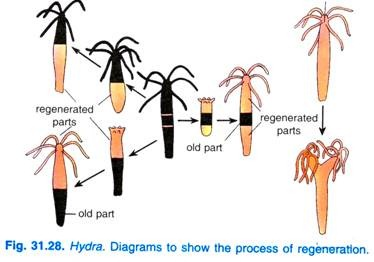 regenerated
parts
regenerated
parts
old part
old part
Fig. 31.28. Hydra. Diagrams to show the process of regeneration.